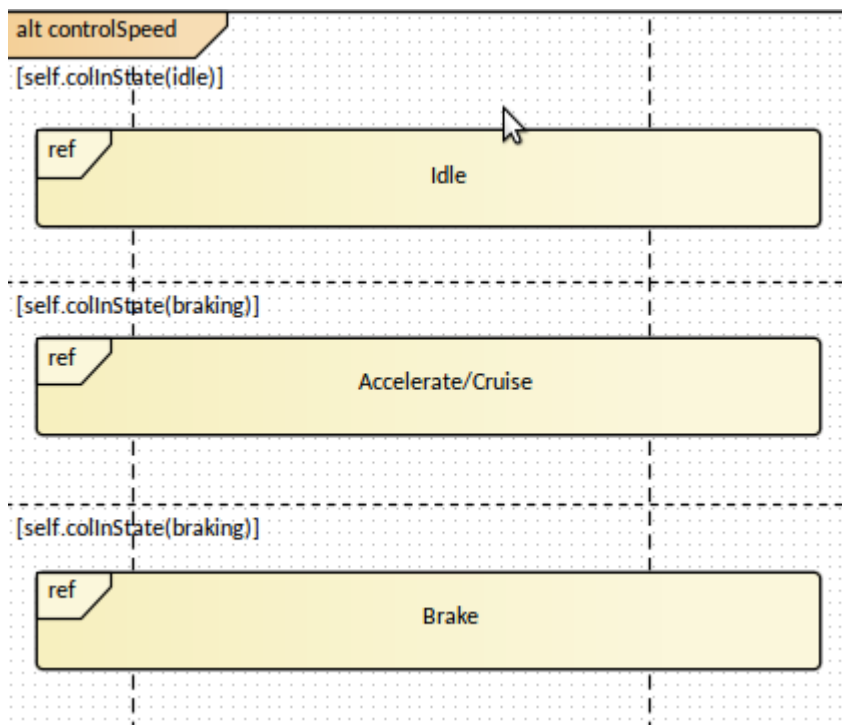 alt controlSpeed
[self.colInState(idle)]
ref
Idle
[self.colInState(braking)]
ref
Accelerate/Cruise
[self.colInState(braking)]
ref
Brake